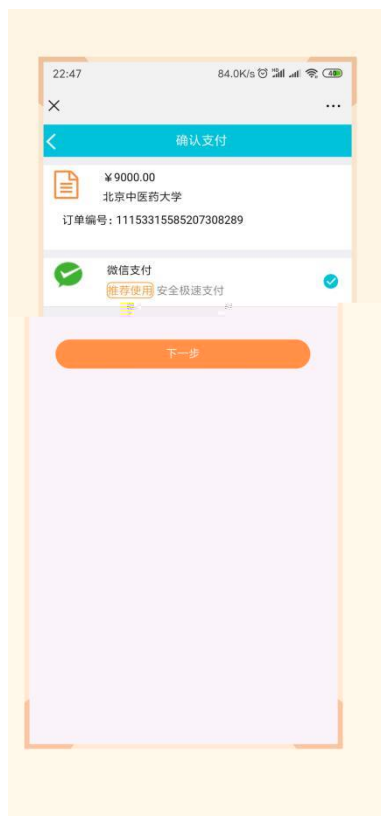 22:47 84.0K/s 40
确认支付
￥9000.00
北京中医药大学
订单编号:11153315585207308289
微信支付
推荐使用 安全极速支付
下一步